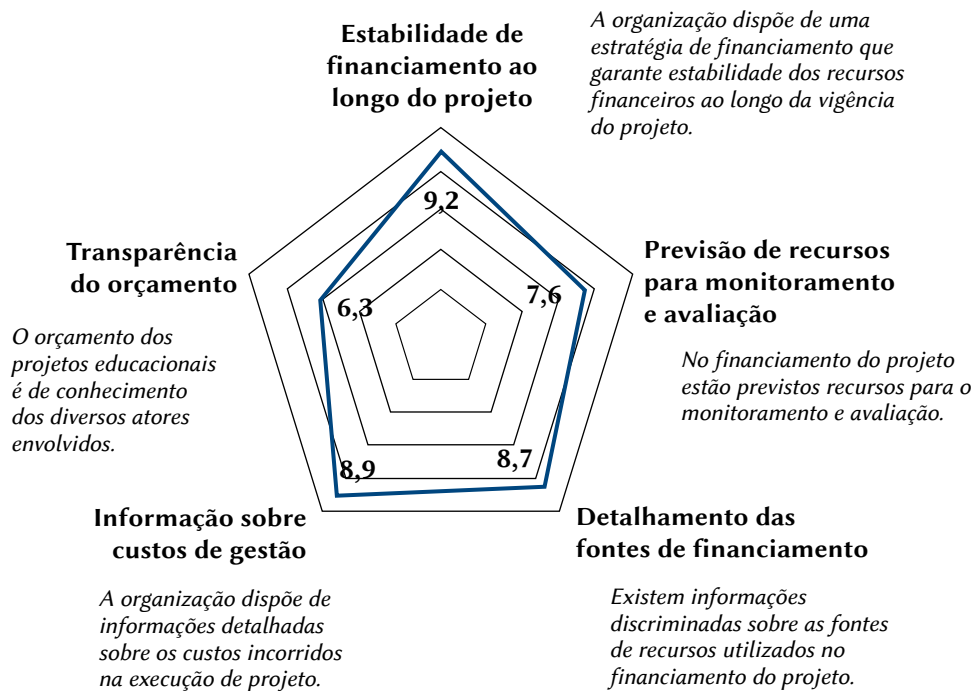 Estabilidade de
financiamento ao
longo do projeto
A organização dispõe de uma
estratégia de financiamento que
garante estabilidade dos recursos
financeiros ao longo da vigência
do projeto.
9,2
Transparência
do orçamento
6,3
7,6
Previsão de recursos
para monitoramento
e avaliação
O orçamento dos
projetos educacionais
é de conhecimento
dos diversos atores
envolvidos.
No financiamento do projeto
estão previstos recursos para o
monitoramento e avaliação.
8,9
8,7
Informação sobre
custos de gestão
Detalhamento das
fontes de financiamento
A organização dispõe de
informações detalhadas
sobre os custos incorridos
na execução de projeto.
Existem informações
discriminadas sobre as fontes
de recursos utilizados no
financiamento do projeto.